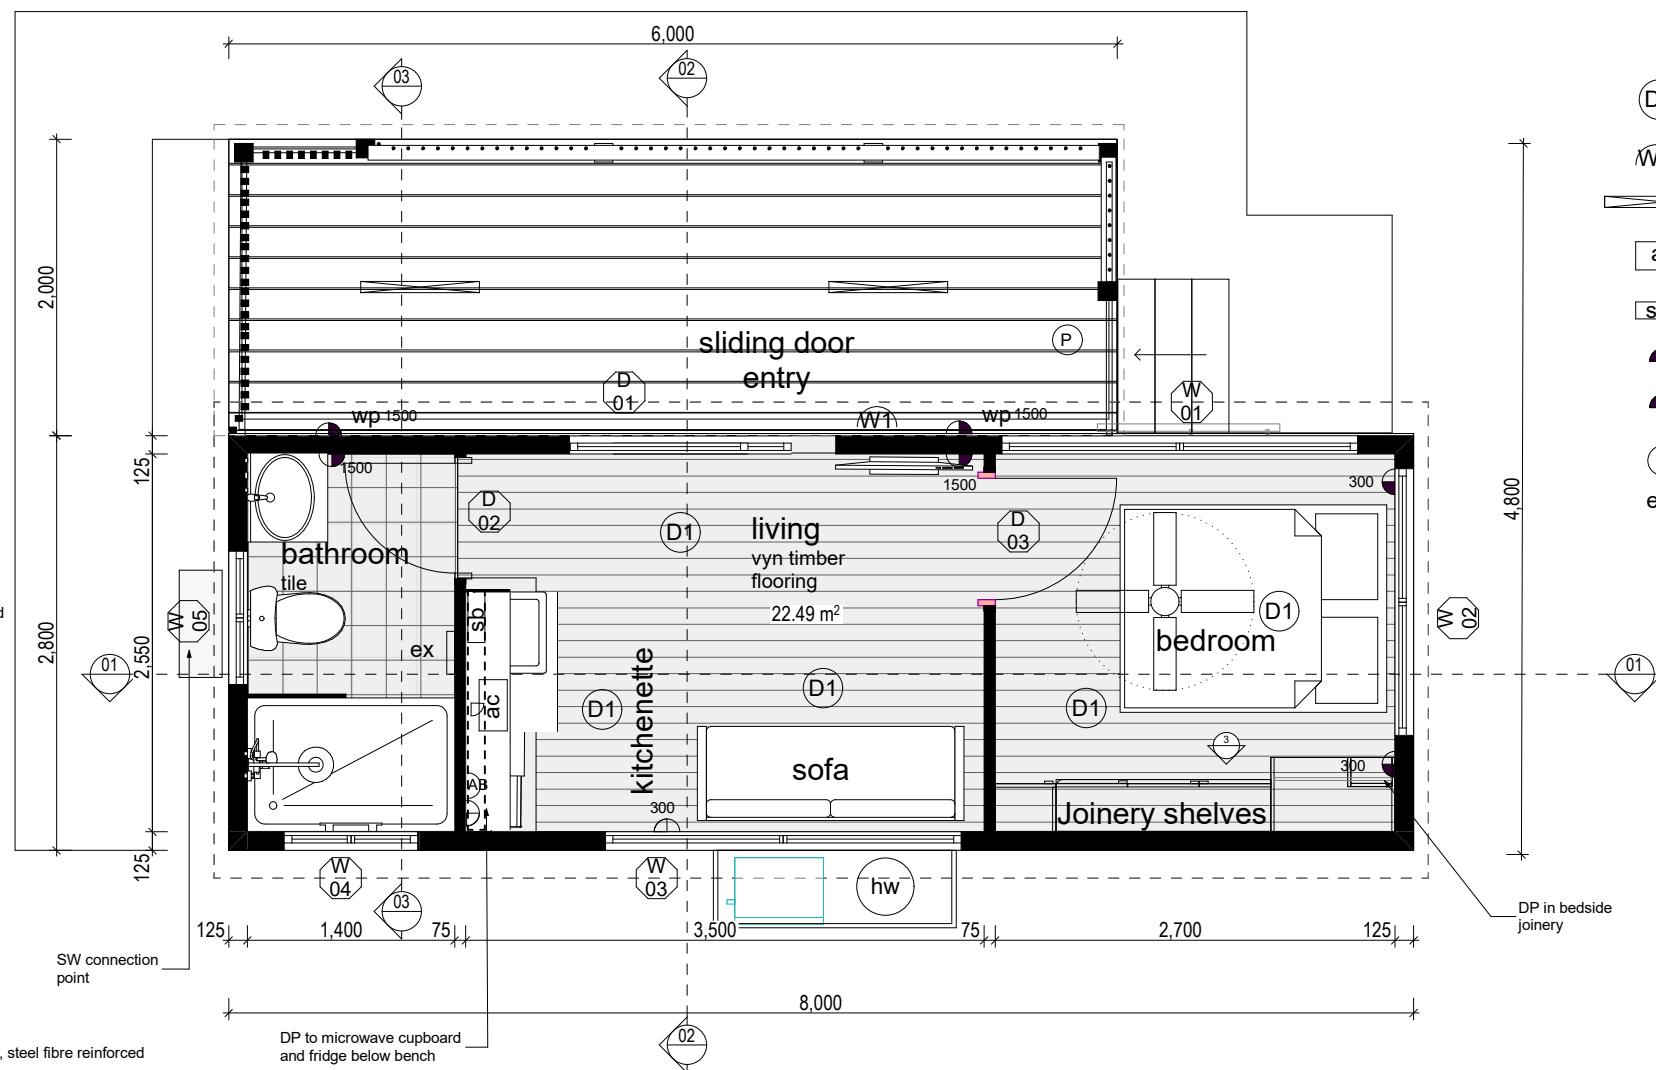 6,000
03
02
D
W
a
s
e
2,000
sliding door
entry
P
4,800
D
01
W
01
wp 1500
W1
wp 1500
125
1500
1500
300
D
02
D1
living
vyn timber
flooring
22.49 m²
D
03
D1
bathroom
tile
bedroom
d
W
05
W
02
2,800
2,550
01
01
ex
sb
ac
kitchenette
D1
D1
D1
3
sofa
AB
300
300
Joinery shelves
125
W
04
W
03
hw
03
DP in bedside
joinery
125
1,400
75
3,500
75
2,700
125
SW connection
point
8,000
DP to microwave cupboard
and fridge below bench
02
, steel fibre reinforced